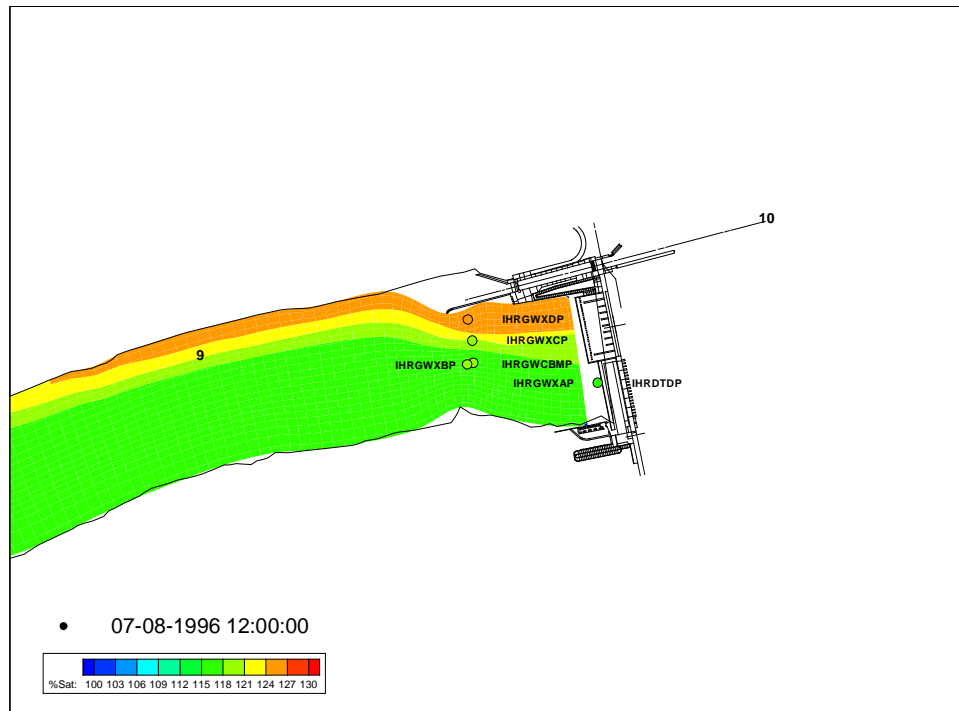 10
IHRGWXDP
IHRGWXCP
9
IHRGWXBP IHRGWCBMP
IHRGWXAP IHRDTDP
07-08-1996 12:00:00
%Sat: 100 103 106 109 112 115 118 121 124 127 130